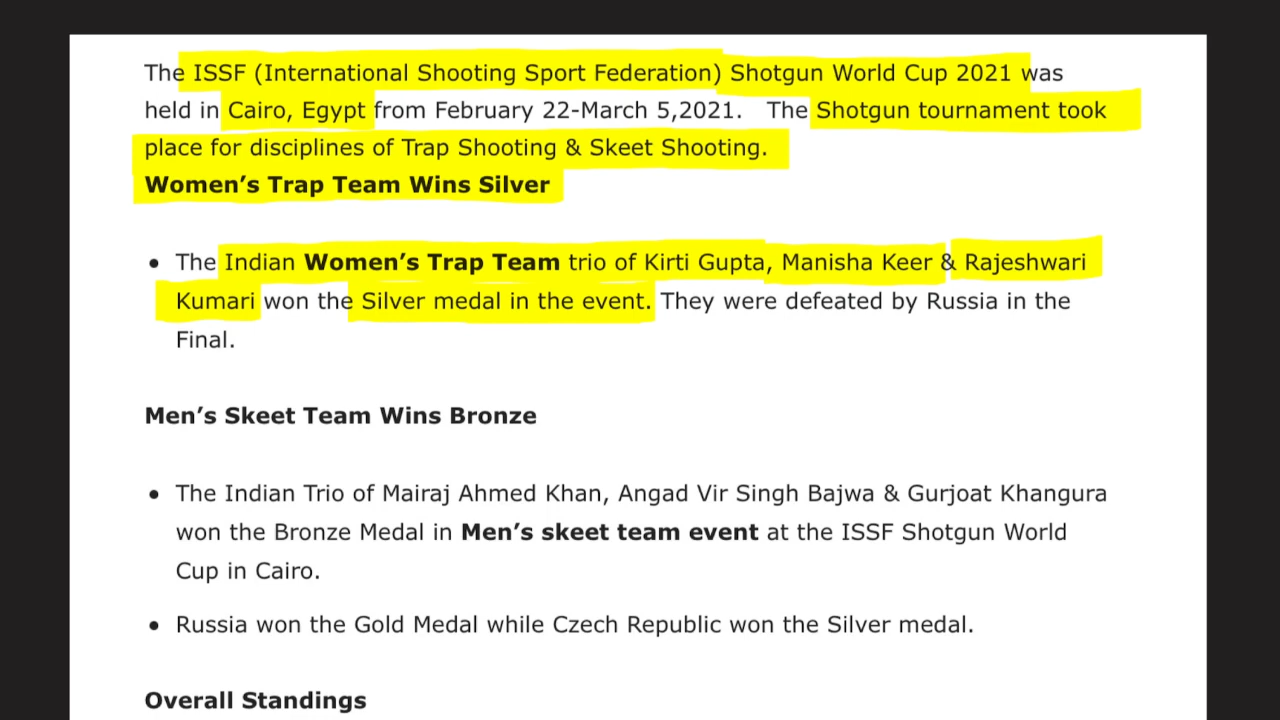 The ISSF (International Shooting Sport Federation) Shotgun World Cup 2021 was
held in Cairo, Egypt from February 22-March 5,2021. The Shotgun tournament took
place for disciplines of Trap Shooting & Skeet Shooting.
Women’s Trap Team Wins Silver
• The Indian Women’s Trap Team trio of Kirti Gupta, Manisha Keer & Rajeshwari
Kumari won the Silver medal in the event. They were defeated by Russia in the
Final.
Men’s Skeet Team Wins Bronze
• The Indian Trio of Mairaj Ahmed Khan, Angad Vir Singh Bajwa & Gurjoat Khangura
won the Bronze Medal in Men’s skeet team event at the ISSF Shotgun World
Cup in Cairo.
• Russia won the Gold Medal while Czech Republic won the Silver medal.
Overall Standings